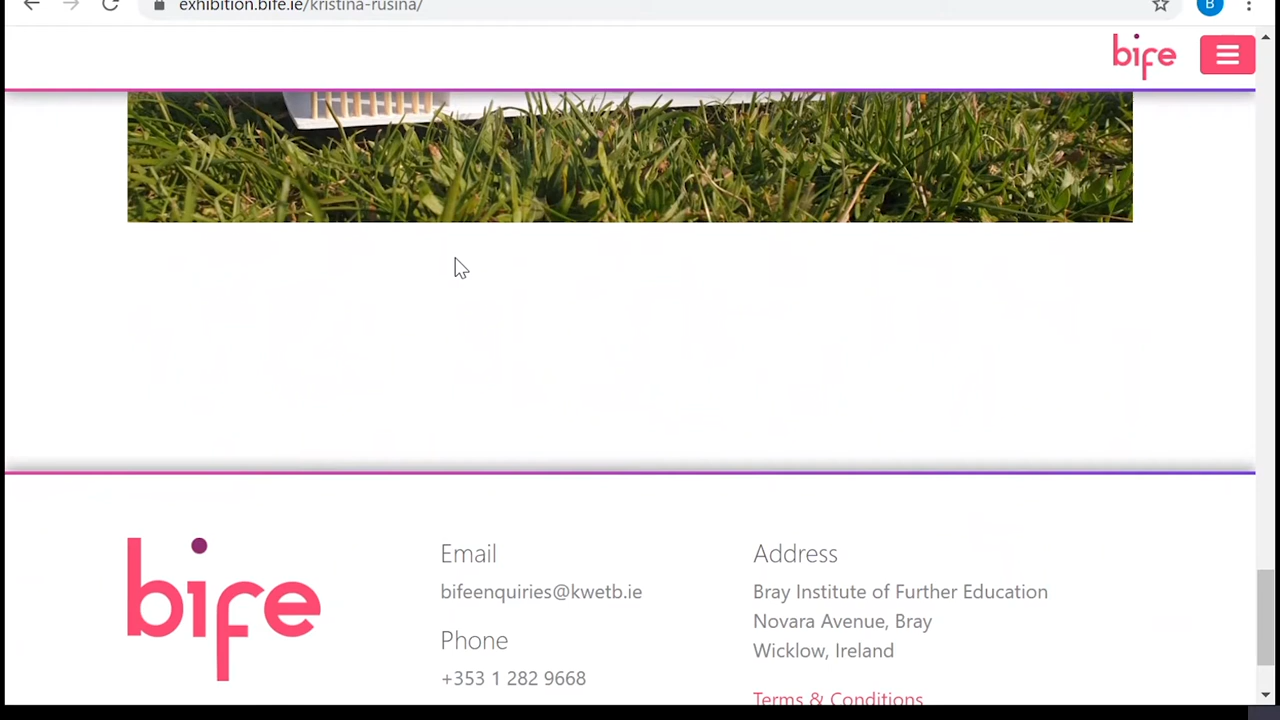 exhibition.bife.ie/kristina-rusina/
B
bife
bife
Email
bifeenquiries@kwetb.ie
Phone
+353 1 282 9668
Address
Bray Institute of Further Education
Novara Avenue, Bray
Wicklow, Ireland
Terms & Conditions